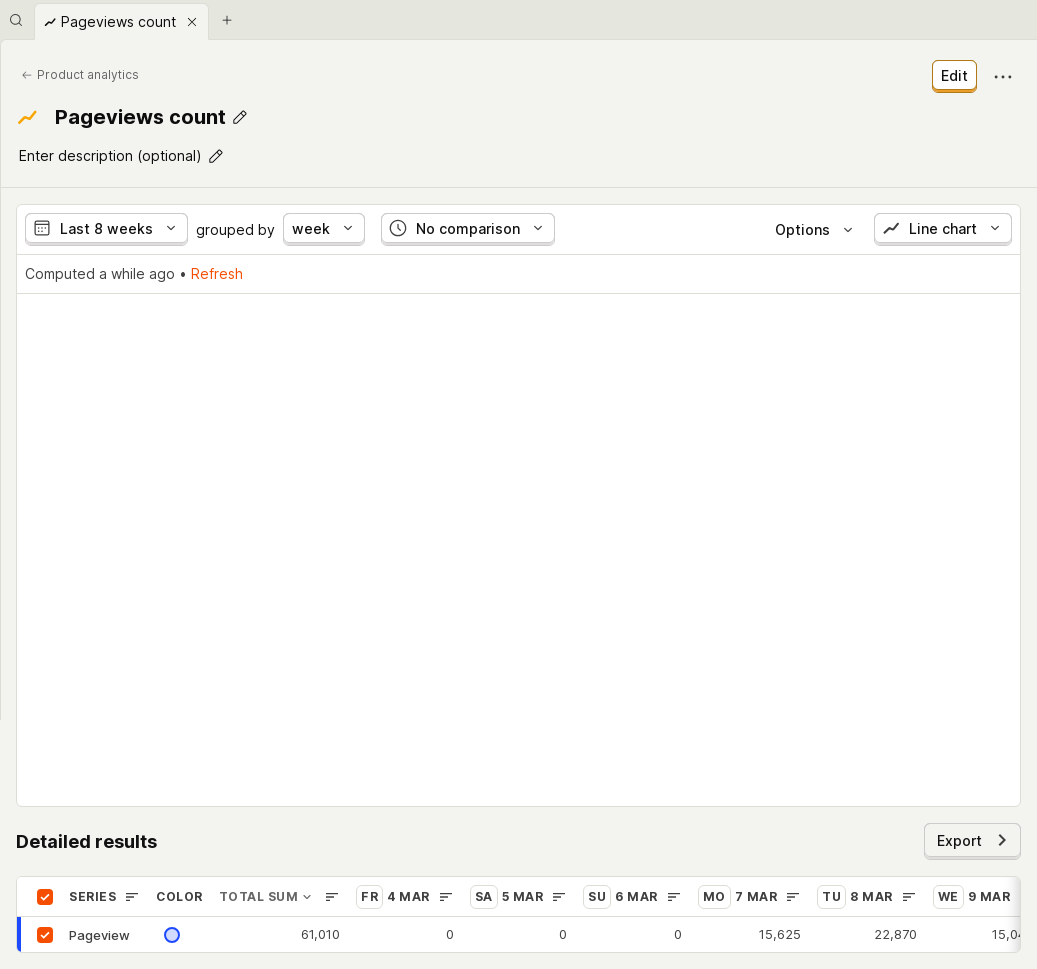 Pageviews count
Product analytics
Edit
Pageviews count
Enter description (optional)
Last 8 weeks grouped by week No comparison Options Line chart
Computed a while ago • Refresh
Detailed results
Export
SERIES COLOR TOTAL SUM FR 4 MAR SA 5 MAR SU 6 MAR MO 7 MAR TU 8 MAR WE 9 MAR
Pageview 61,010 0 0 0 15,625 22,870